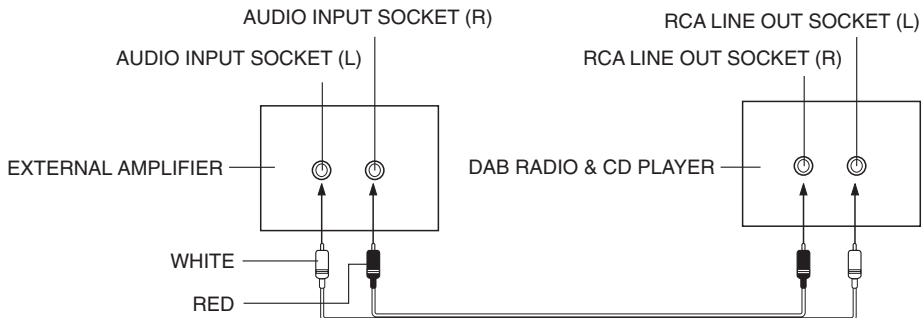 AUDIO INPUT SOCKET (R)
RCA LINE OUT SOCKET (L)
AUDIO INPUT SOCKET (L)
RCA LINE OUT SOCKET (R)
EXTERNAL AMPLIFIER
DAB RADIO & CD PLAYER
WHITE
RED